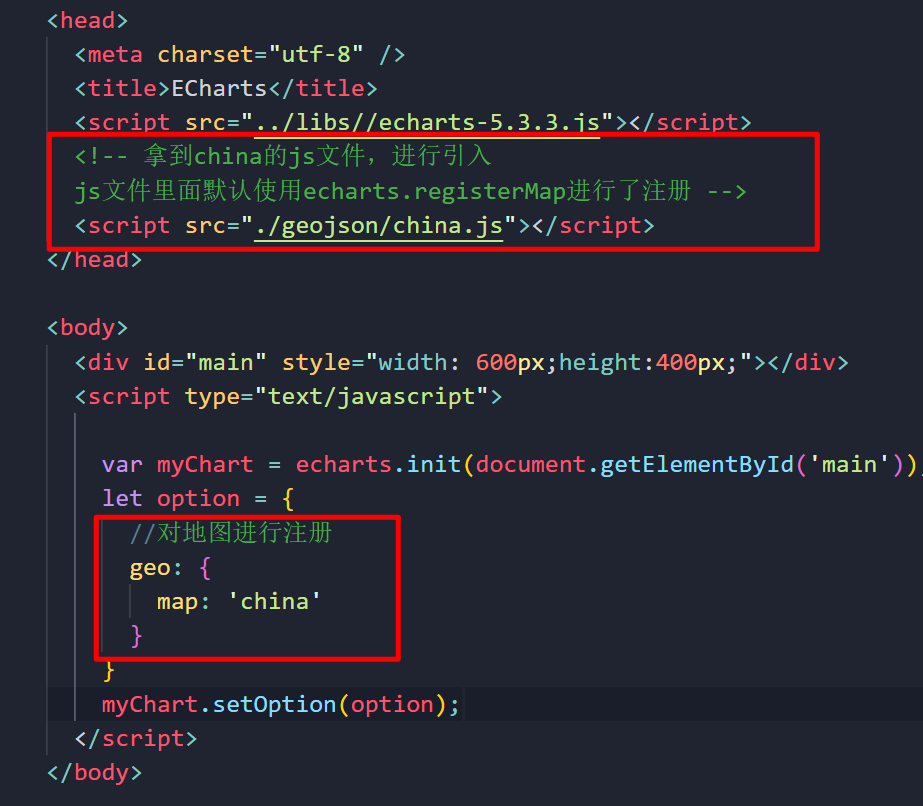 <head>
<meta charset="utf-8" />
<title>ECharts</title>
<script src="../libs//echarts-5.3.3.js"></script>
<!-- 拿到china的js文件，进行引入
js文件里面默认使用echarts.registerMap进行了注册 -->
<script src="./geojson/china.js"></script>
</head>
<body>
<div id="main" style="width: 600px;height:400px;"></div>
<script type="text/javascript">
var myChart = echarts.init(document.getElementById('main'))
let option = {
//对地图进行注册
geo: {
map: 'china'
}
}
myChart.setOption(option);
</script>
</body>